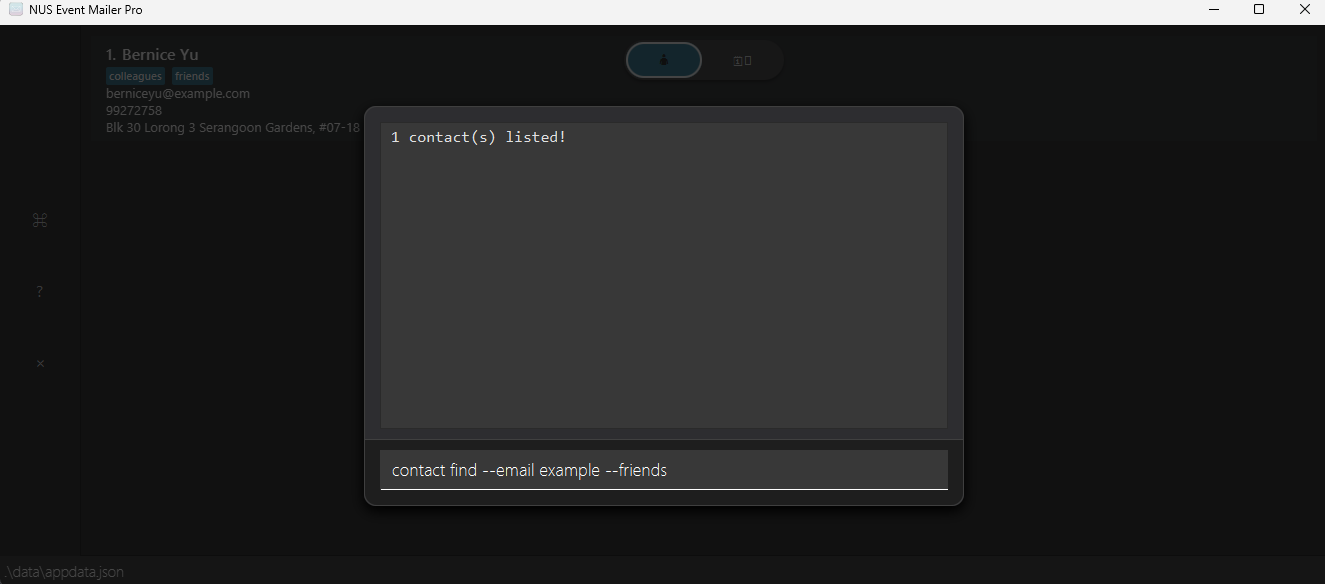 NUS Event Mailer Pro
1. Bernice Yu
colleagues friends
berniceyu@example.com
99272758
Blk 30 Lorong 3 Serangoon Gardens, #07-18
1 contact(s) listed!
?
contact find --email example --friends
.\data\appdata.json